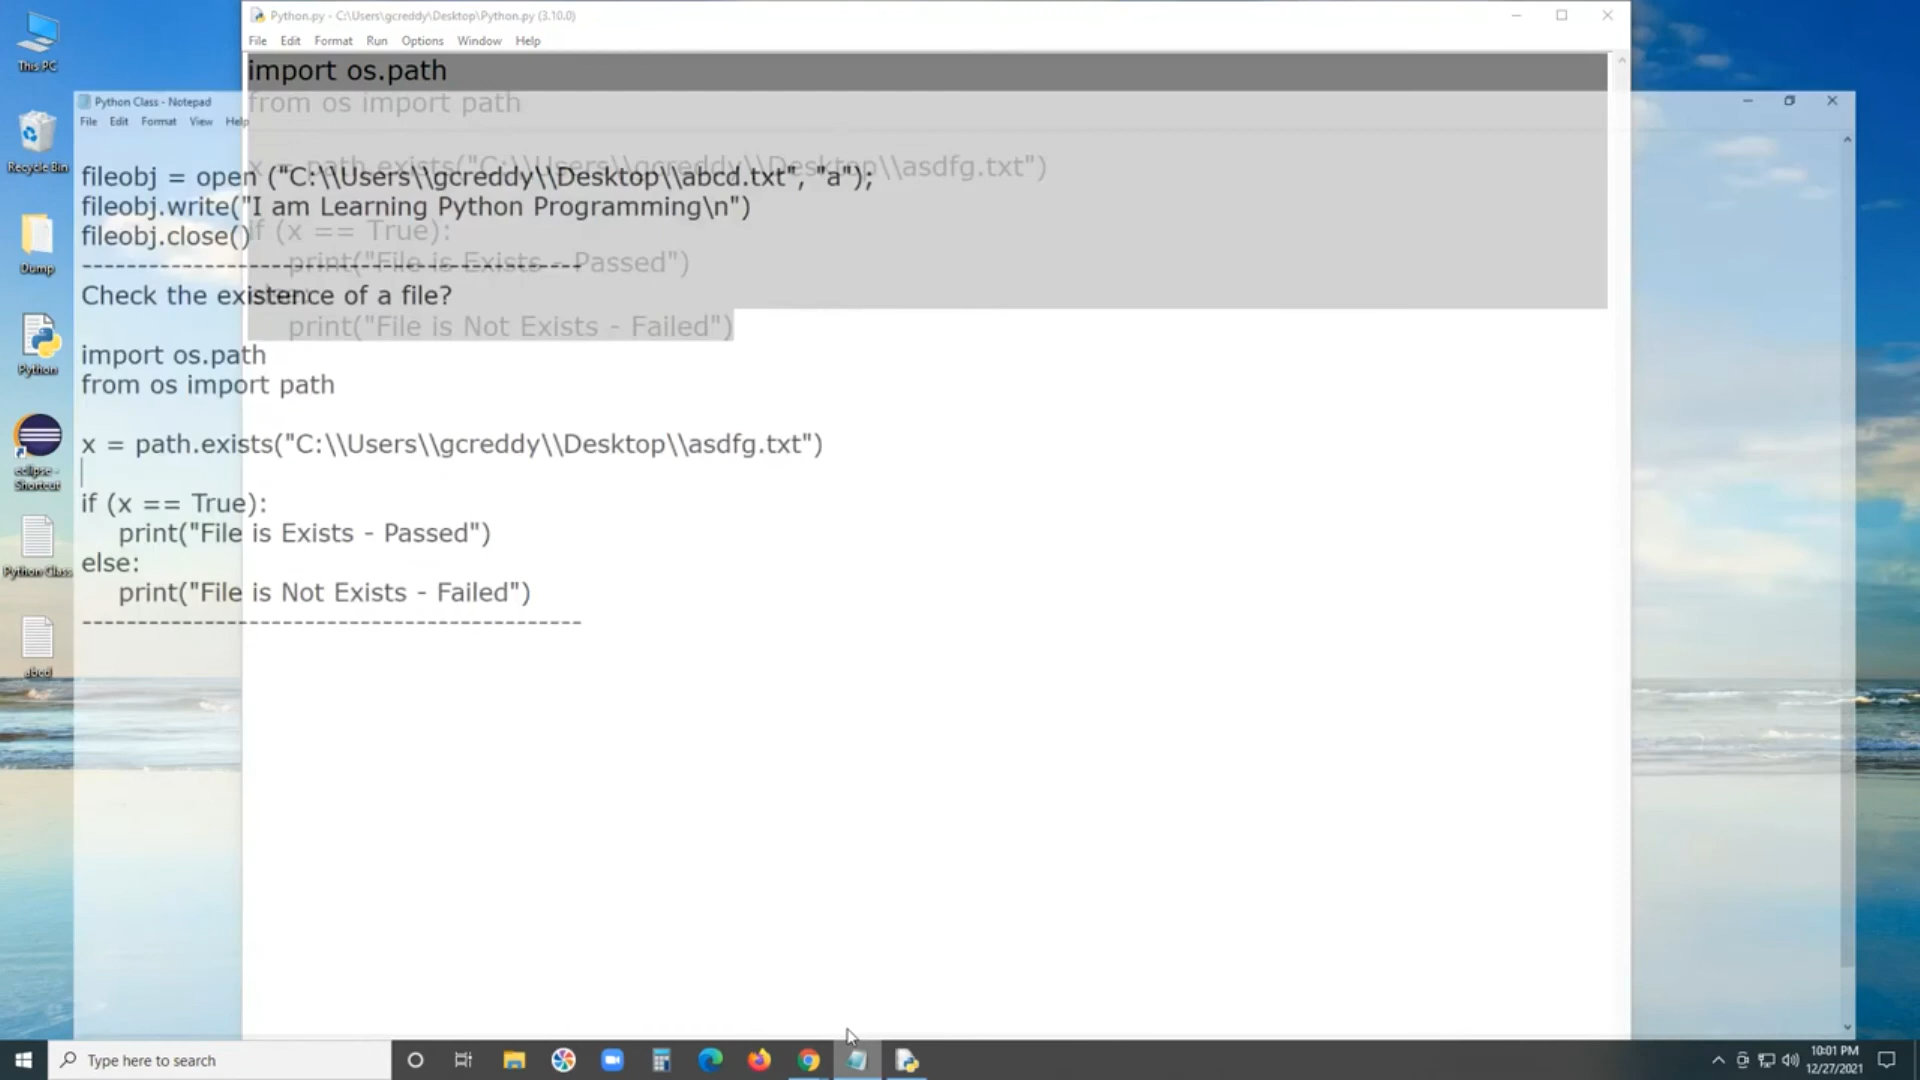 This PC
Recycle Bin
Dump
Python
eclipse - Shortcut
Python Class
abcd
Python.py - C:\Users\gcreddy\Desktop\Python.py (3.10.0)
File Edit Format Run Options Window Help
import os.path
from os import path
x = path.exists("C:\\Users\\gcreddy\\Desktop\\asdfg.txt")
if (x == True):
print("File is Exists - Passed")
print("File is Not Exists - Failed")
Python Class - Notepad
File Edit Format View Help
fileobj = open ("C:\\Users\\gcreddy\\Desktop\\abcd.txt", "a");
fileobj.write("I am Learning Python Programming\n")
fileobj.close()
-------------------------------------------
Check the existence of a file?
import os.path
from os import path
x = path.exists("C:\\Users\\gcreddy\\Desktop\\asdfg.txt")
if (x == True):
print("File is Exists - Passed")
else:
print("File is Not Exists - Failed")
-------------------------------------------
Type here to search
10:01 PM
12/27/2021